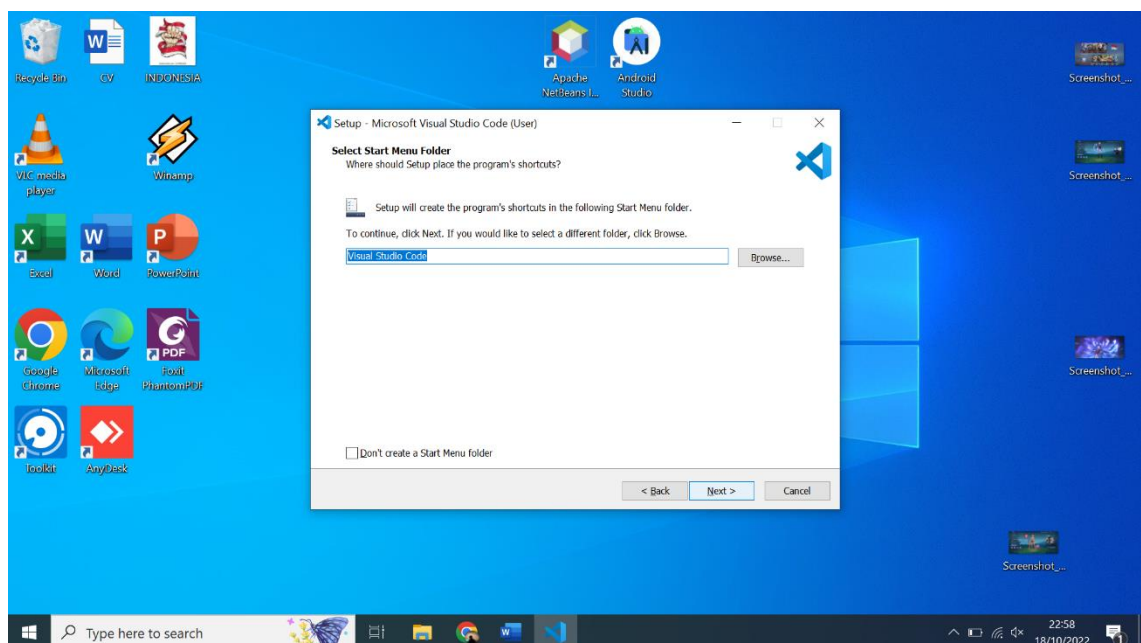 Recycle Bin
CV
INDONESIA
Apache
NetBeans I...
Android
Studio
Screenshot_...
VLC media
player
Winamp
Screenshot_...
Excel
Word
PowerPoint
Google
Chrome
Microsoft
Edge
PDF
Foxit
PhantomPDF
Screenshot_...
Toolkit
AnyDesk
Screenshot_...
Setup - Microsoft Visual Studio Code (User)
Select Start Menu Folder
Where should Setup place the program's shortcuts?
Setup will create the program's shortcuts in the following Start Menu folder.
To continue, click Next. If you would like to select a different folder, click Browse.
Visual Studio Code
Browse...
Don't create a Start Menu folder
< Back
Next >
Cancel
Type here to search
22:58
18/10/2022